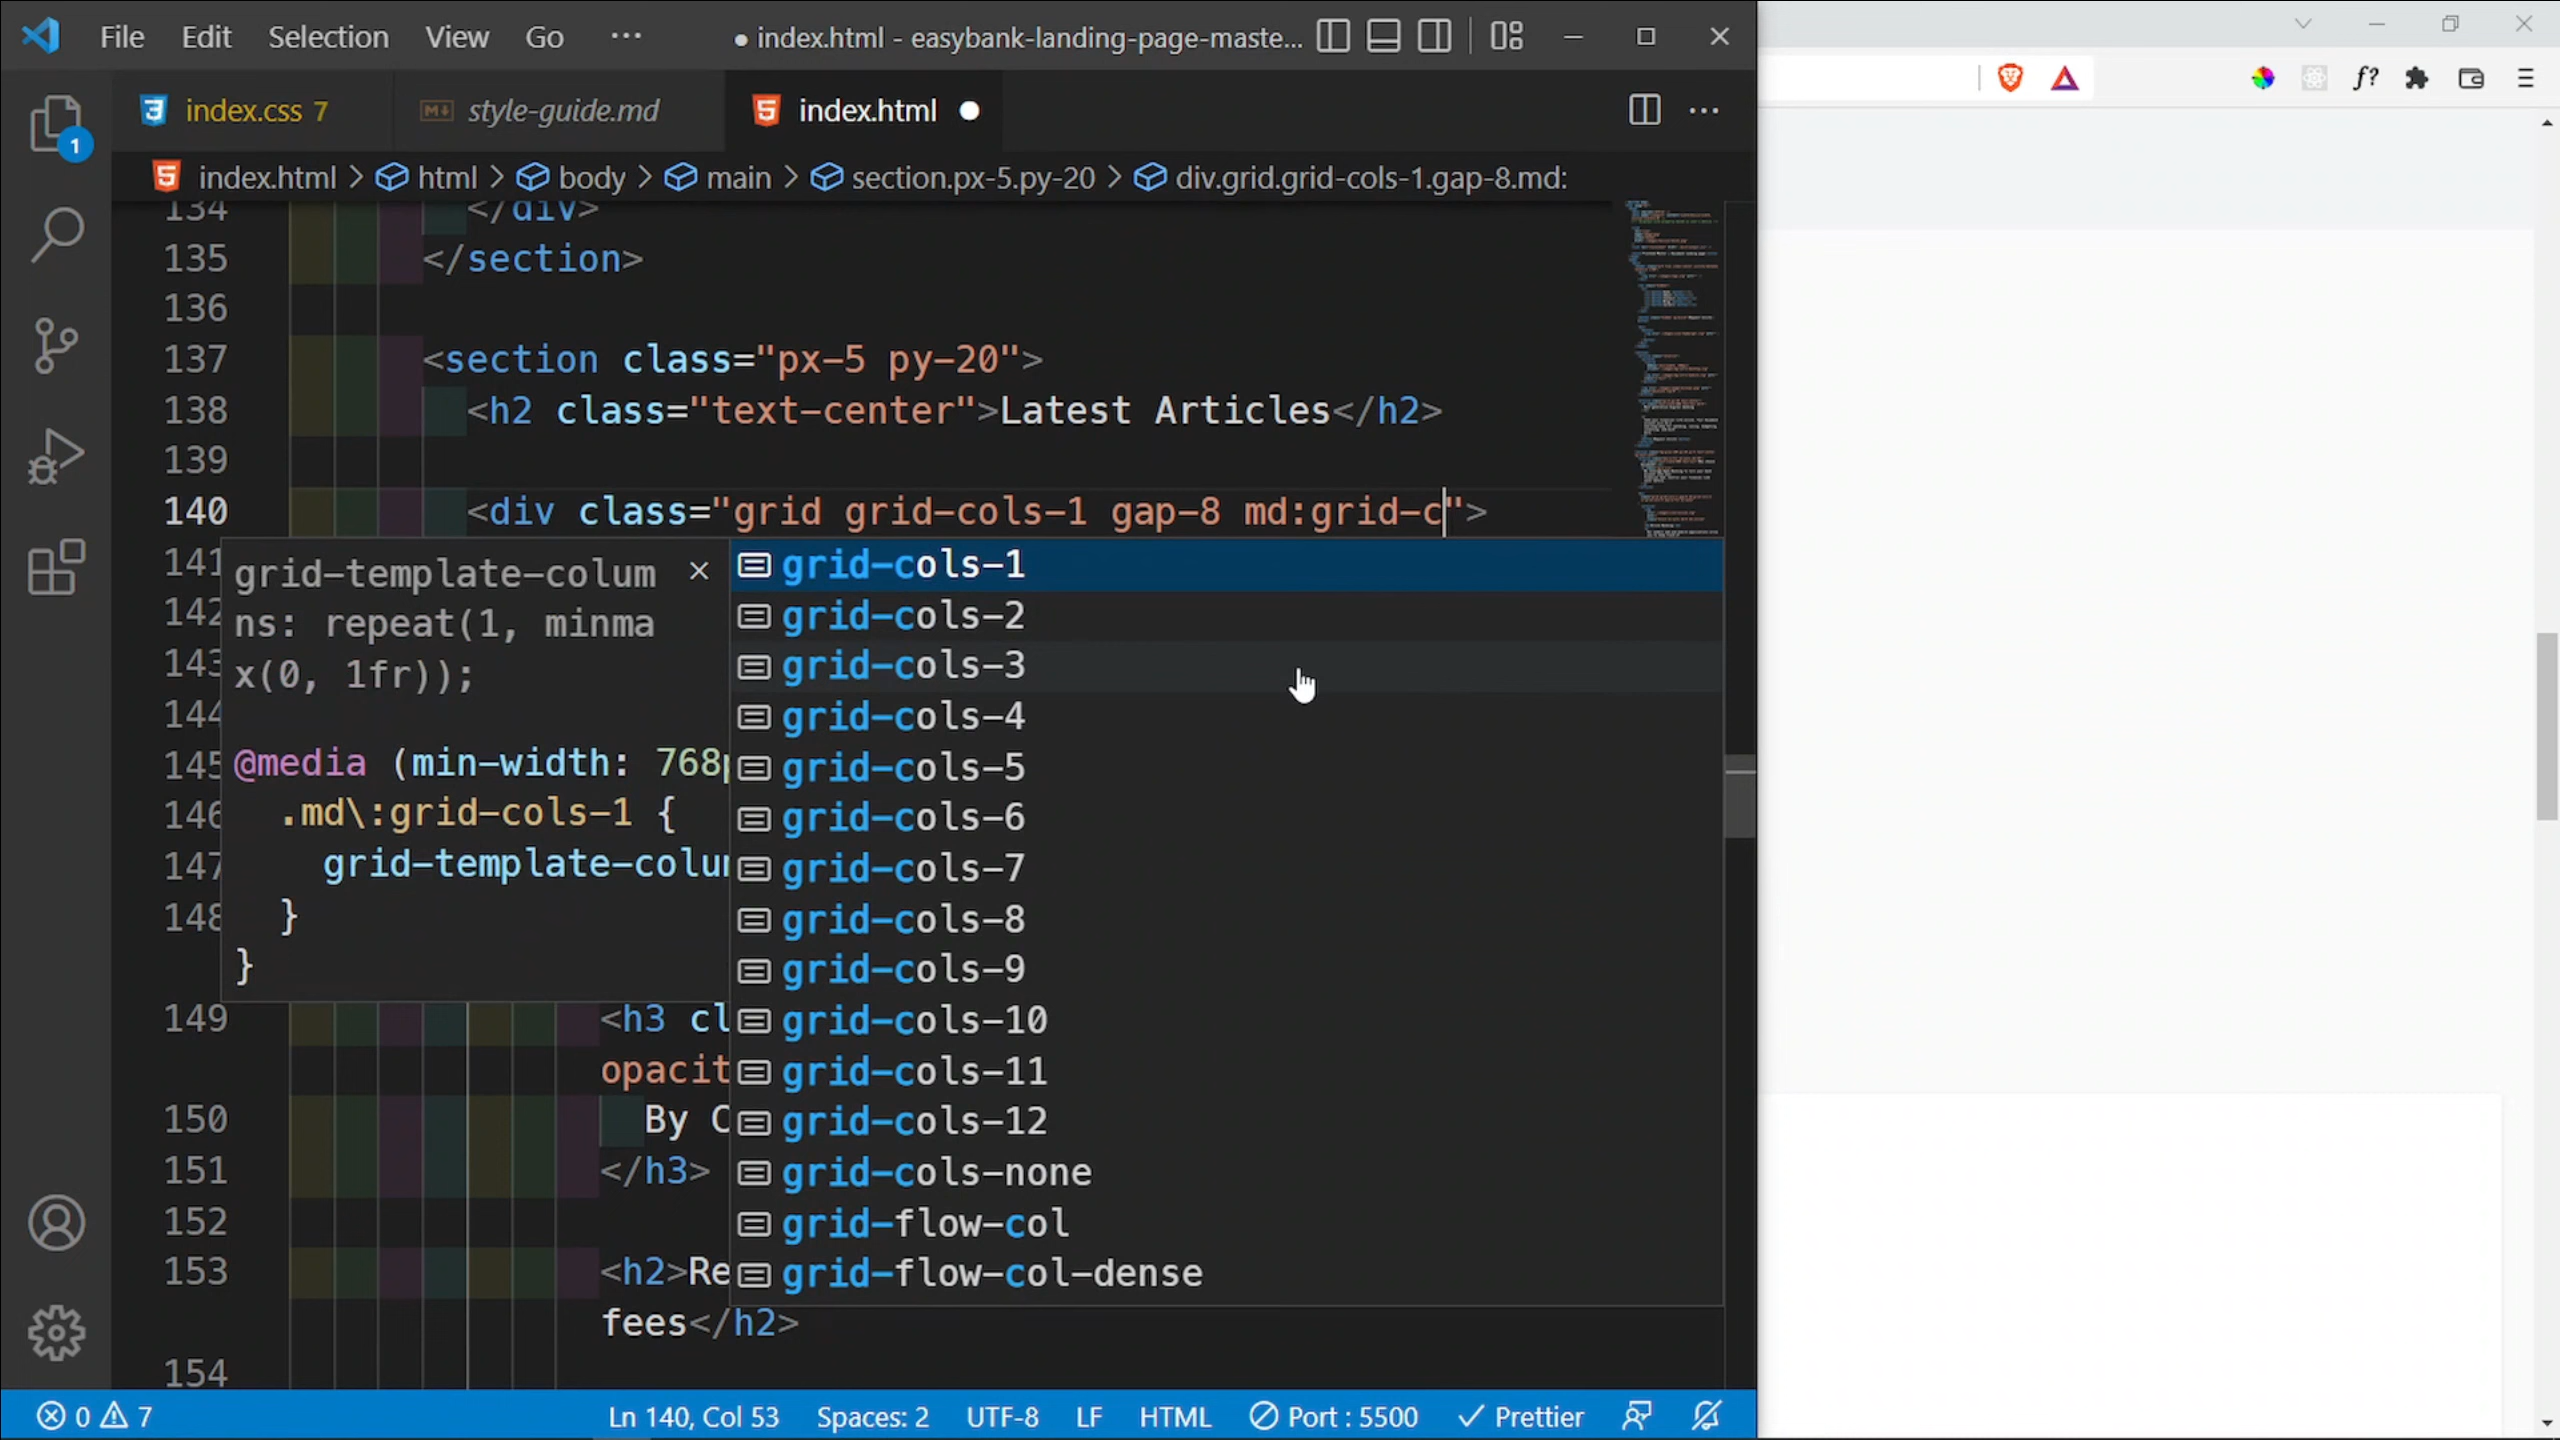 File Edit Selection View Go ··· ● index.html - easybank-landing-page-maste...
index.css 7 style-guide.md index.html ●
index.html > html > body > main > section.px-5.py-20 > div.grid.grid-cols-1.gap-8.md:
134 </div>
135 </section>
136
137 <section class="px-5 py-20">
138 <h2 class="text-center">Latest Articles</h2>
139
140 <div class="grid grid-cols-1 gap-8 md:grid-c">
141
142
143
144
145
146
147
148
grid-template-colum
ns: repeat(1, minma
x(0, 1fr));
@media (min-width: 768p
.md\:grid-cols-1 {
grid-template-colu
}
}
grid-cols-1
grid-cols-2
grid-cols-3
grid-cols-4
grid-cols-5
grid-cols-6
grid-cols-7
grid-cols-8
grid-cols-9
grid-cols-10
grid-cols-11
grid-cols-12
grid-cols-none
grid-flow-col
grid-flow-col-dense
149 <h3 cl
opacit
150 By C
151 </h3>
152
153 <h2>Re
fees</h2>
154
1
f?
0 7 Ln 140, Col 53 Spaces: 2 UTF-8 LF HTML Port : 5500 Prettier